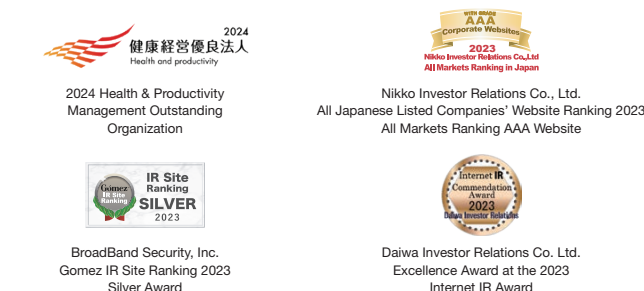 2024
健康経営優良法人
Health and productivity
2024 Health & Productivity
Management Outstanding
Organization
WITH GRADE
AAA
Corporate Websites
2023
Nikko Investor Relations Co.,Ltd
All Markets Ranking in Japan
Nikko Investor Relations Co., Ltd.
All Japanese Listed Companies' Website Ranking 2023
All Markets Ranking AAA Website
Gómez
IR Site
Ranking
IR Site
Ranking
SILVER
2023
BroadBand Security, Inc.
Gomez IR Site Ranking 2023
Silver Award
Internet IR
Commendation
Award
2023
Daiwa Investor Relations
Daiwa Investor Relations Co. Ltd.
Excellence Award at the 2023
Internet IR Award